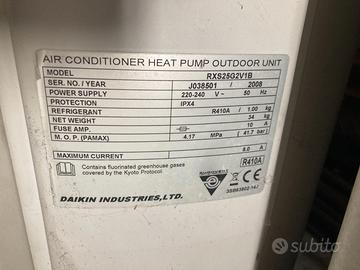 AIR CONDITIONER HEAT PUMP OUTDOOR UNIT
MODEL RXS25G2V1B
SER. NO. / YEAR J038501 / 2008
POWER SUPPLY 220-240 V ~ 50 Hz
PROTECTION IPX4
REFRIGERANT R410A / 1.00 kg
NET WEIGHT 34 kg
FUSE AMP. 10 A
M. O. P. (PAMAX) 4.17 MPa [ 41.7 bar ]
MAXIMUM CURRENT 8.0 A
Contains fluorinated greenhouse gases
covered by the Kyoto Protocol.
R410A
DAIKIN INDUSTRIES,LTD.
CE
subito